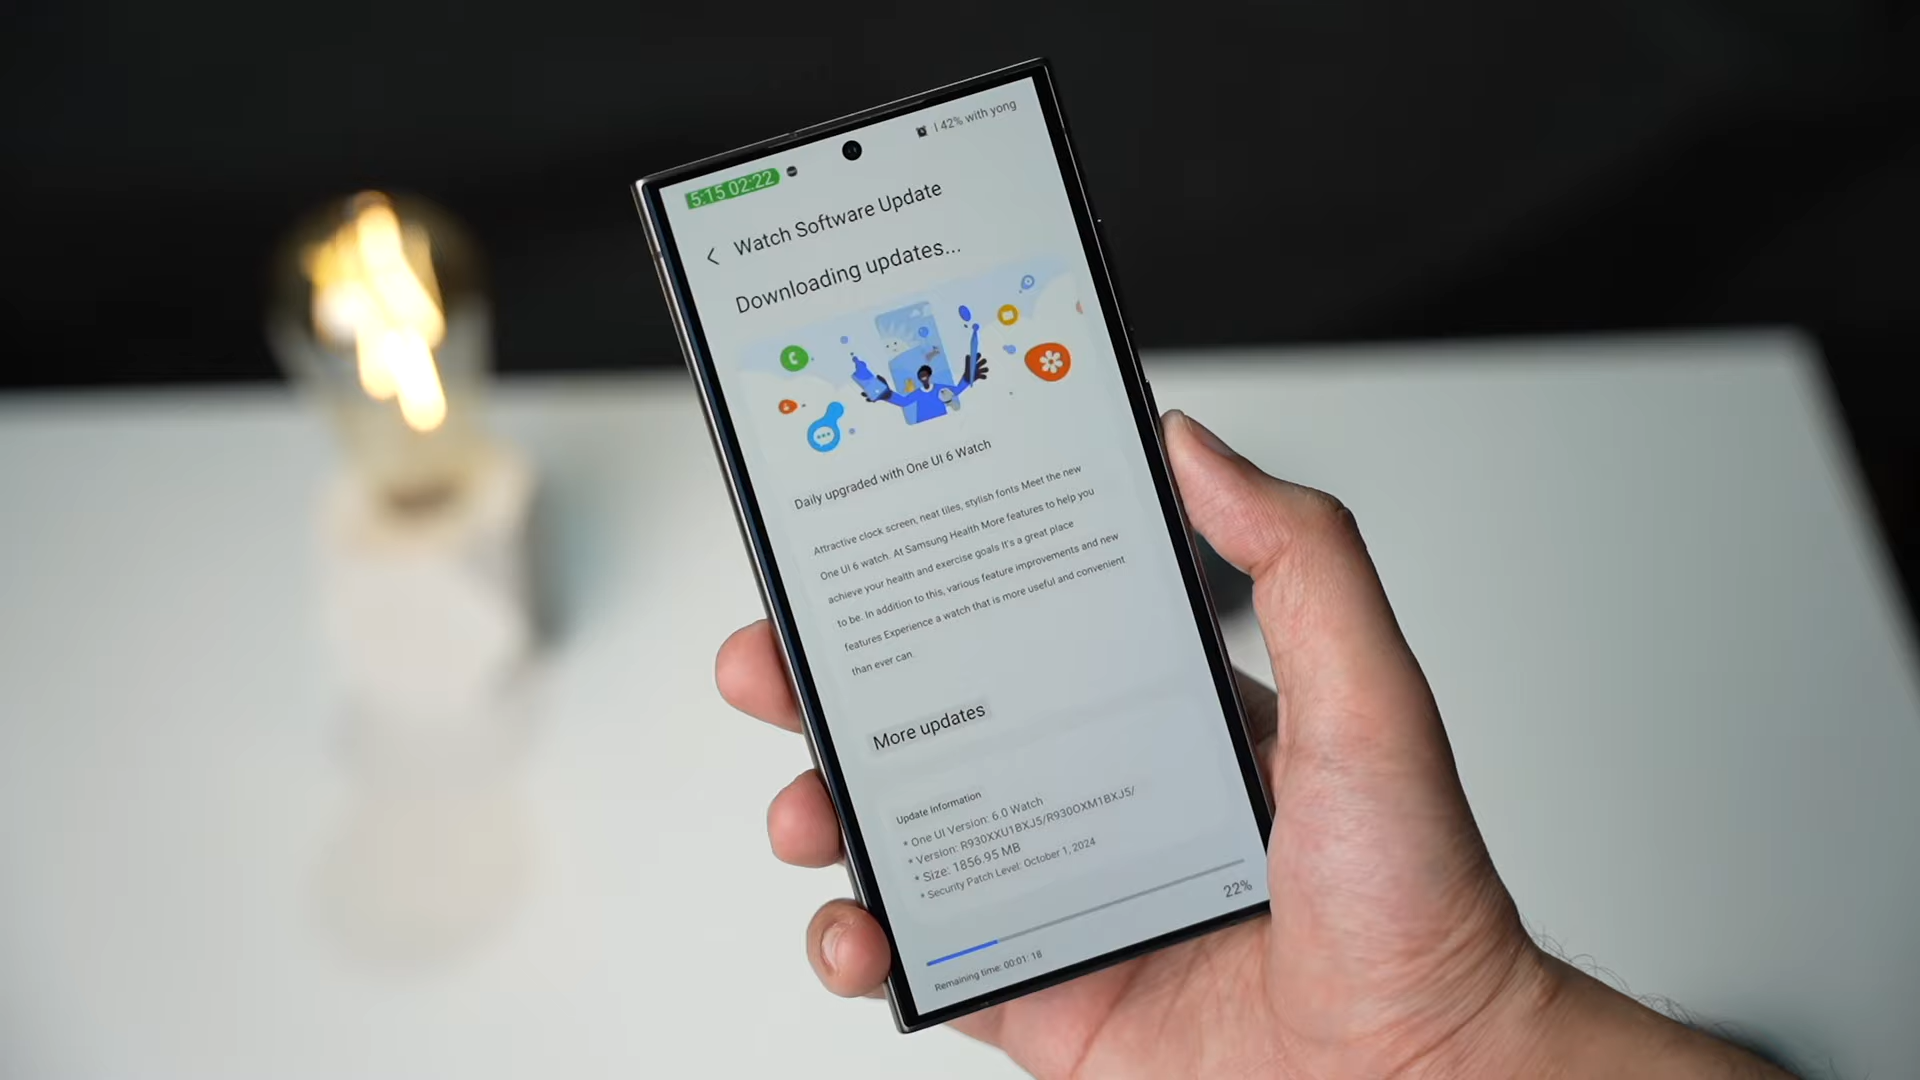 5:15 02:22
I 42% with yong
Watch Software Update
Downloading updates...
Daily upgraded with One UI 6 Watch
Attractive clock screen, neat tiles, stylish fonts Meet the new
One UI 6 watch. At Samsung Health More features to help you
achieve your health and exercise goals It's a great place
to be. In addition to this, various feature improvements and new
features Experience a watch that is more useful and convenient
than ever can.
More updates
Update Information
* One UI Version: 6.0 Watch
* Version: R930XXU1BXJ5/R930OXM1BXJ5/
* Size: 1856.95 MB
* Security Patch Level: October 1, 2024
22%
Remaining time: 00:01: 18